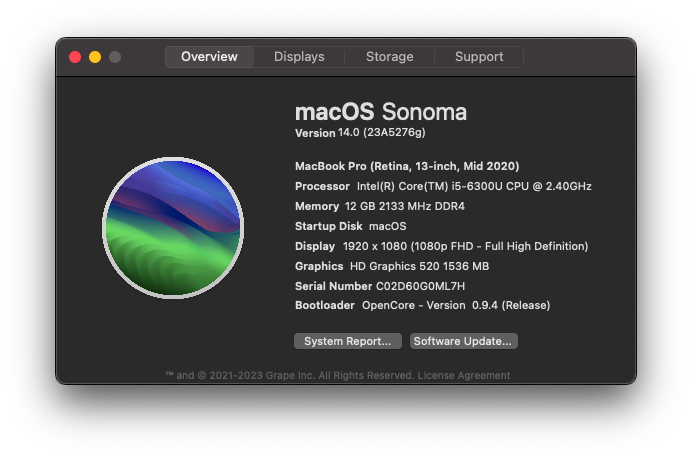 Overview Displays Storage Support
macOS Sonoma
Version 14.0 (23A5276g)
MacBook Pro (Retina, 13-inch, Mid 2020)
Processor Intel(R) Core(TM) i5-6300U CPU @ 2.40GHz
Memory 12 GB 2133 MHz DDR4
Startup Disk macOS
Display 1920 x 1080 (1080p FHD - Full High Definition)
Graphics HD Graphics 520 1536 MB
Serial Number C02D60G0ML7H
Bootloader OpenCore - Version 0.9.4 (Release)
System Report... Software Update...
™ and © 2021-2023 Grape Inc. All Rights Reserved. License Agreement